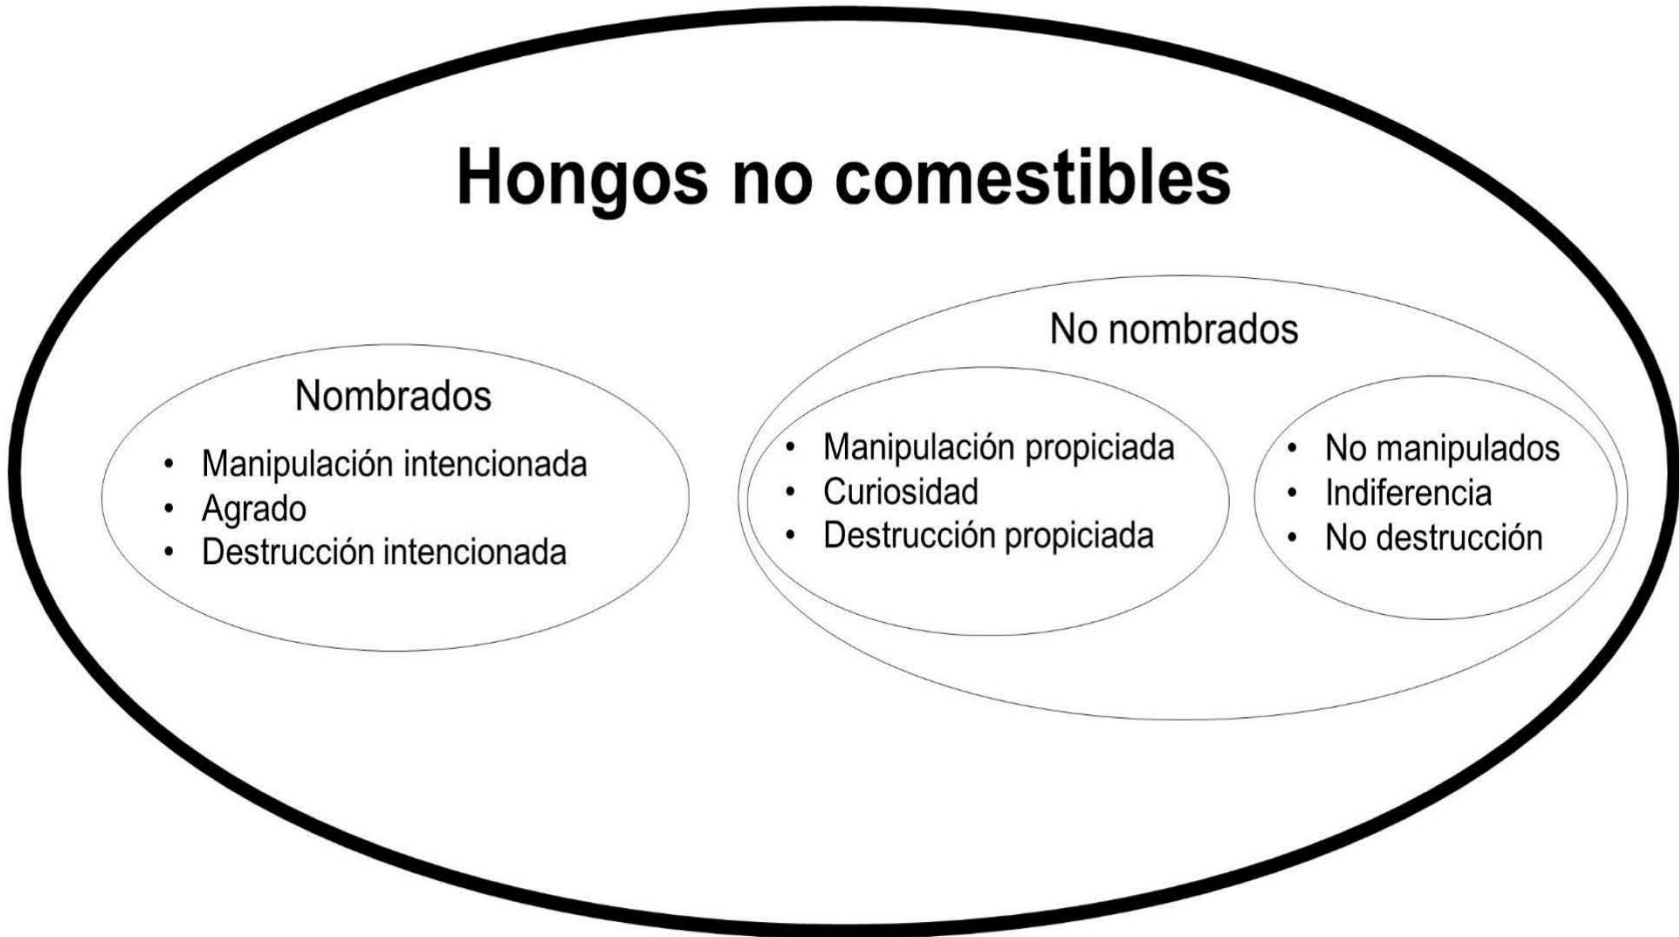 Hongos no comestibles
Nombrados
• Manipulación intencionada
• Agrado
• Destrucción intencionada
No nombrados
• Manipulación propiciada
• Curiosidad
• Destrucción propiciada
• No manipulados
• Indiferencia
• No destrucción